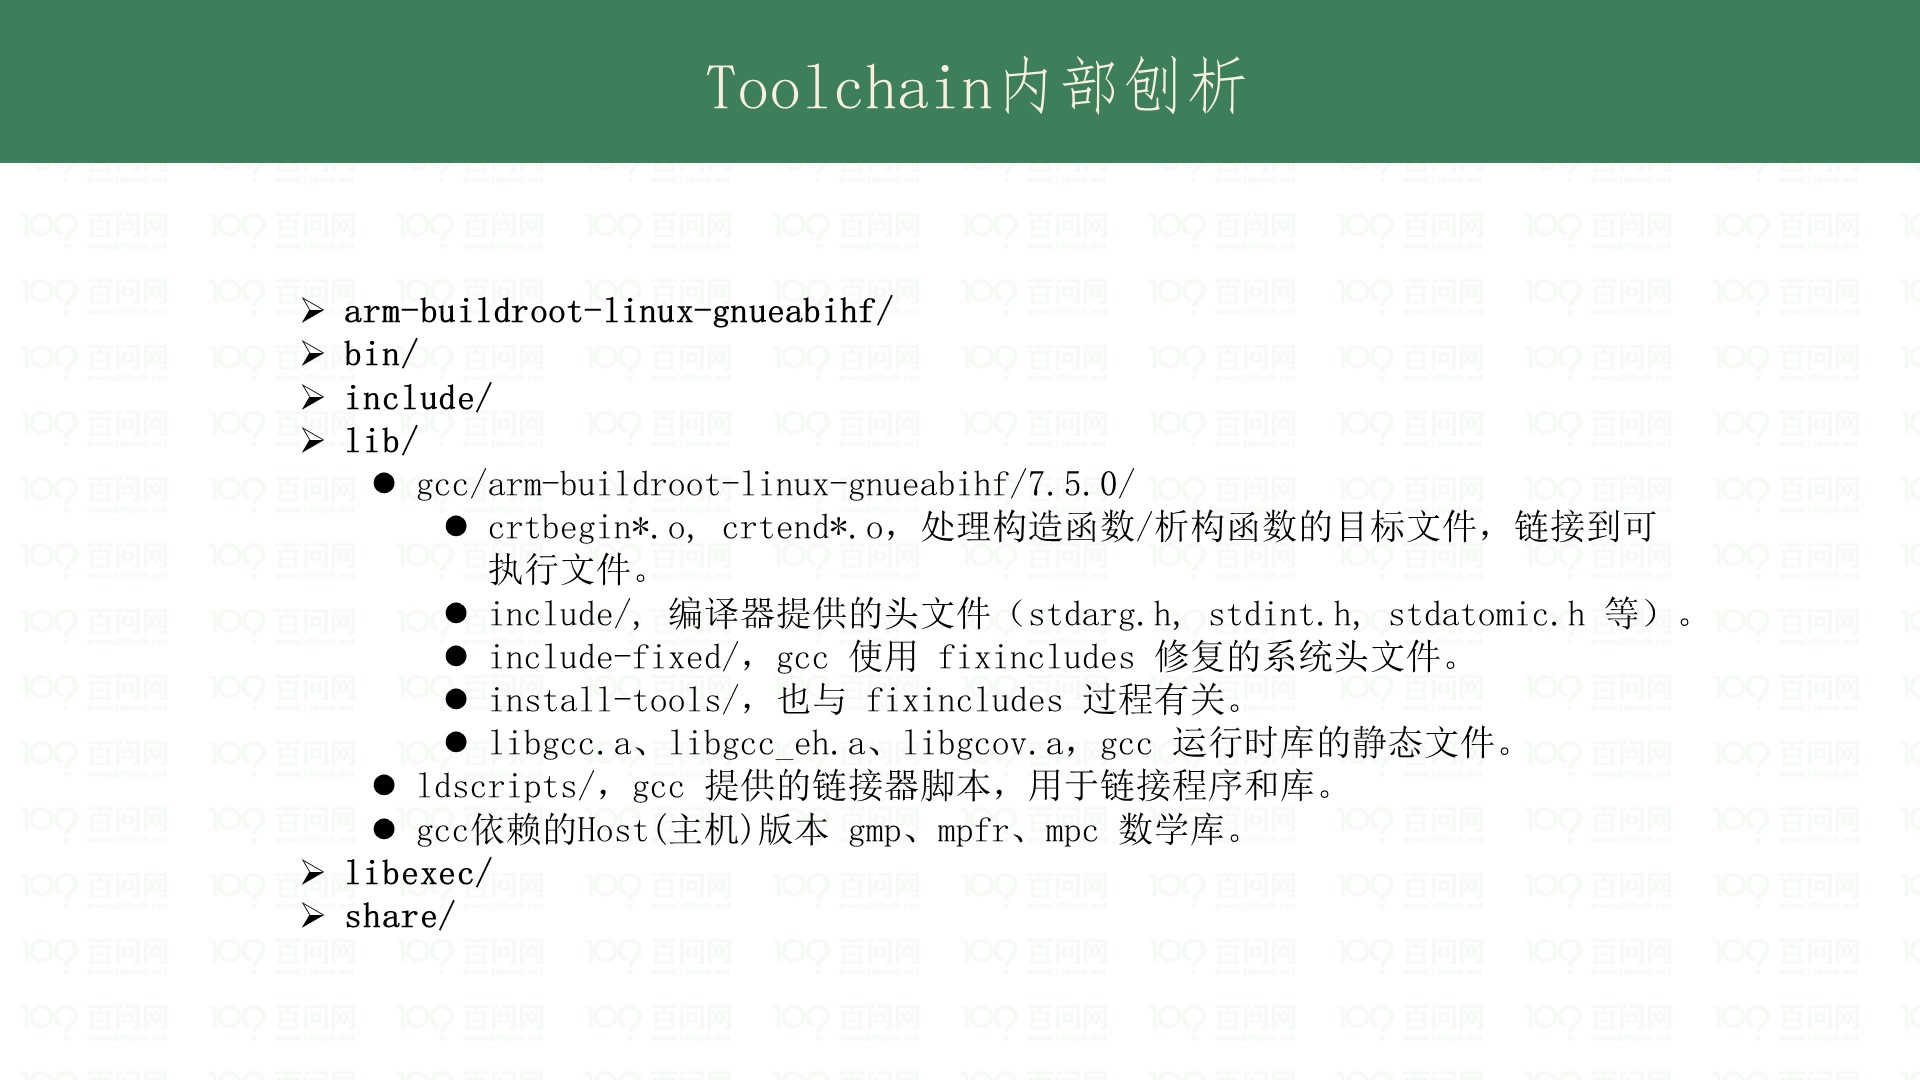 Toolchain内部刨析
arm-buildroot-linux-gnueabihf/
bin/
include/
lib/
gcc/arm-buildroot-linux-gnueabihf/7.5.0/
crtbegin*.o, crtend*.o，处理构造函数/析构函数的目标文件，链接到可
执行文件。
include/, 编译器提供的头文件（stdarg.h, stdint.h, stdatomic.h 等）。
include-fixed/，gcc 使用 fixincludes 修复的系统头文件。
install-tools/，也与 fixincludes 过程有关。
libgcc.a、libgcc_eh.a、libgcov.a，gcc 运行时库的静态文件。
ldscripts/，gcc 提供的链接器脚本，用于链接程序和库。
gcc依赖的Host(主机)版本 gmp、mpfr、mpc 数学库。
libexec/
share/